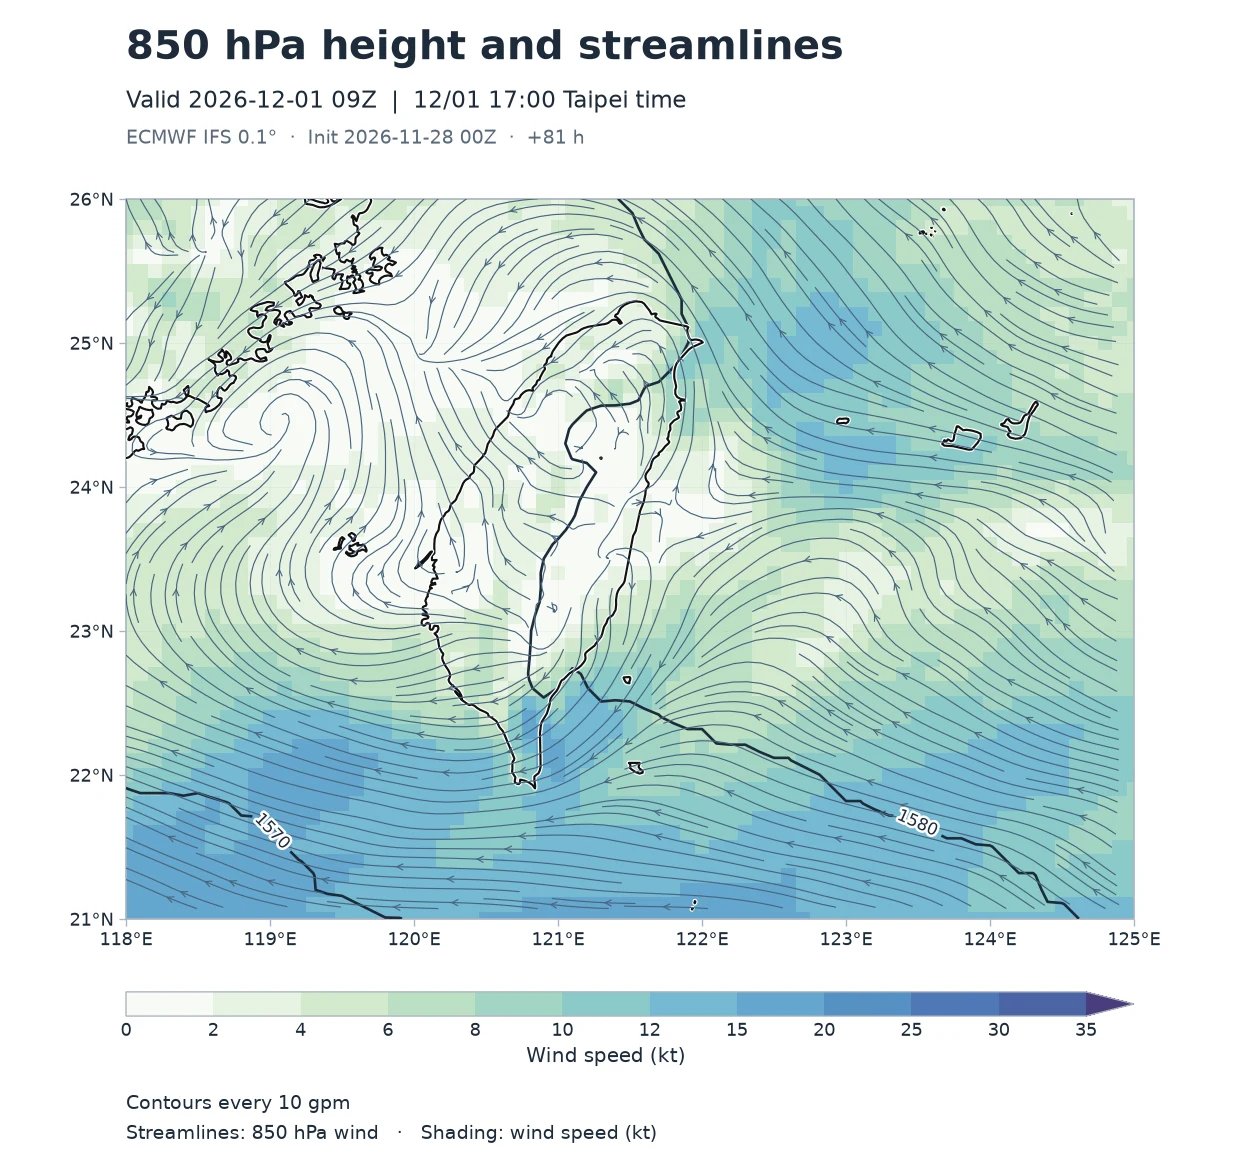 850 hPa height and streamlines
Valid 2026-12-01 09Z | 12/01 17:00 Taipei time
ECMWF IFS 0.1° · Init 2026-11-28 00Z · +81 h
26°N
25°N
24°N
23°N
22°N
21°N
1570
1580
118°E 119°E 120°E 121°E 122°E 123°E 124°E 125°E
0 2 4 6 8 10 12 15 20 25 30 35
Wind speed (kt)
Contours every 10 gpm
Streamlines: 850 hPa wind · Shading: wind speed (kt)